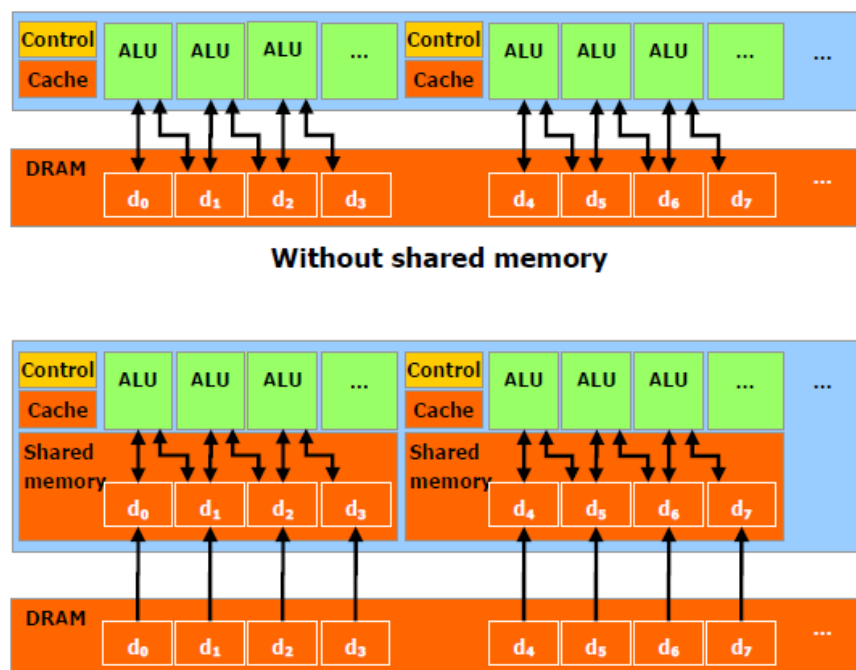 Control ALU ALU ALU ... Control ALU ALU ALU ... ...
Cache Cache
DRAM ...
d₀ d₁ d₂ d₃ d₄ d₅ d₆ d₇
Without shared memory
Control ALU ALU ALU ... Control ALU ALU ALU ... ...
Cache Cache
Shared Shared
memory memory
d₀ d₁ d₂ d₃ d₄ d₅ d₆ d₇
DRAM ...
d₀ d₁ d₂ d₃ d₄ d₅ d₆ d₇